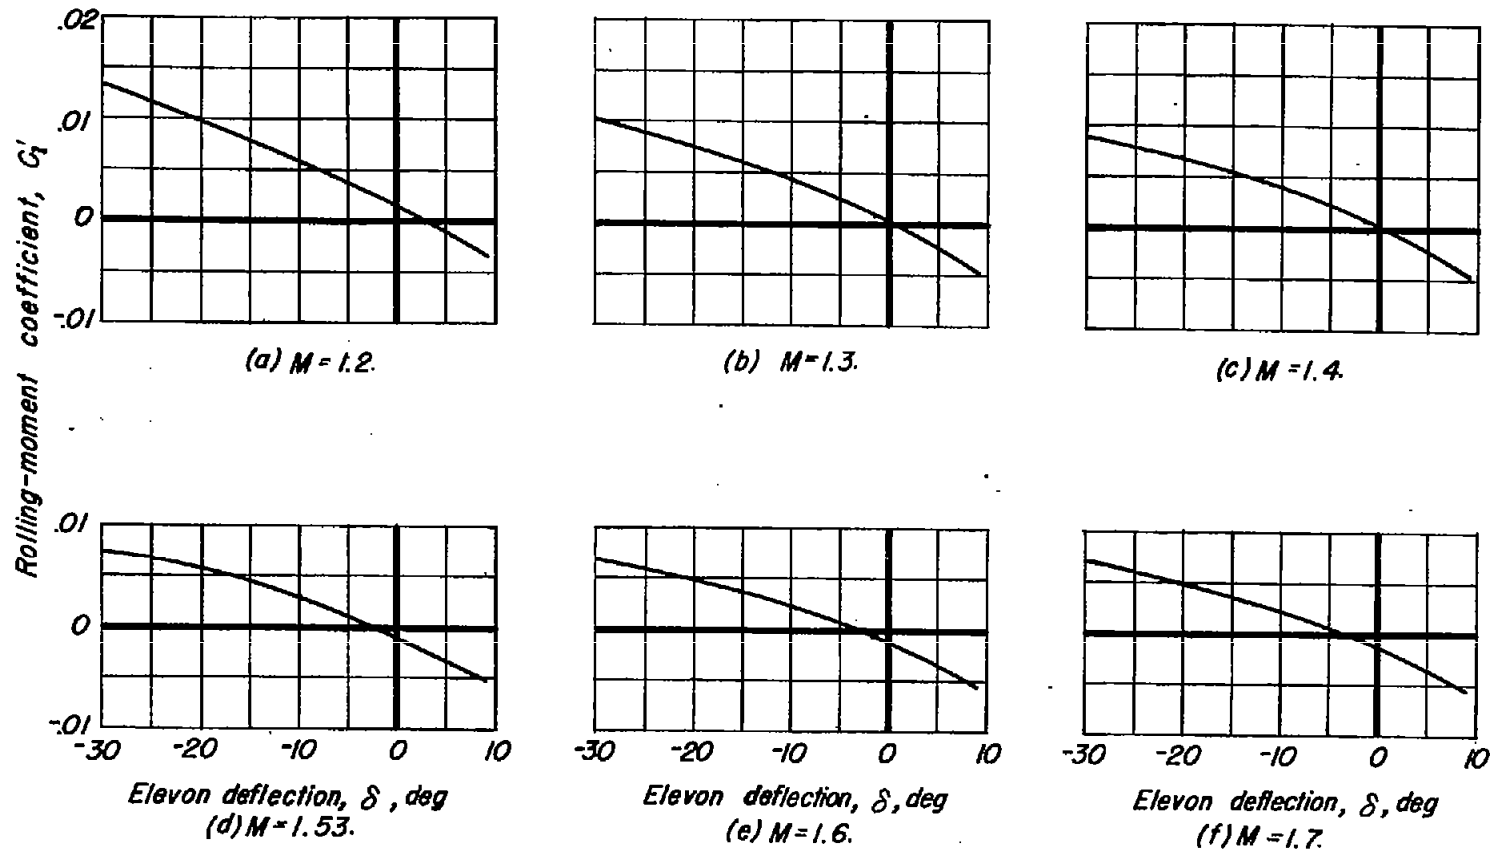 Rolling-moment coefficient, C'l
.02
.01
0
-.01
(a) M = 1.2.
(b) M = 1.3.
(c) M = 1.4.
.01
0
-.01
-30 -20 -10 0 10
-30 -20 -10 0 10
-30 -20 -10 0 10
Elevon deflection, δ, deg
Elevon deflection, δ, deg
Elevon deflection, δ, deg
(d) M = 1.53.
(e) M = 1.6.
(f) M = 1.7.